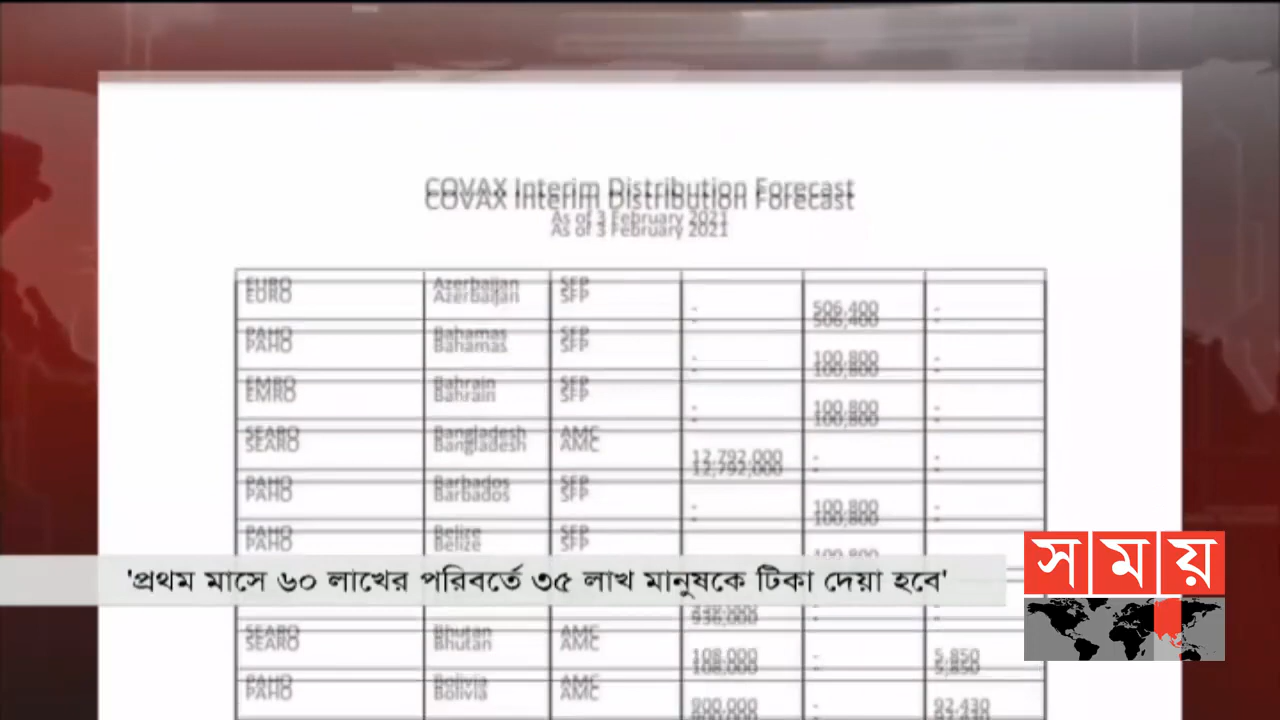 COVAX Interim Distribution Forecast
As of 3 February 2021
EURO Azerbaijan SFP - 506,400 -
PAHO Bahamas SFP - 100,800 -
EMRO Bahrain SFP - 100,800 -
SEARO Bangladesh AMC 12,792,000 - -
PAHO Barbados SFP - 100,800 -
PAHO Belize SFP 100,800
'প্রথম মাসে ৬০ লাখের পরিবর্তে ৩৫ লাখ মানুষকে টিকা দেয়া হবে'
সময়
936,000 - -
SEARO Bhutan AMC 108,000 - 5,850
PAHO Bolivia AMC 900,000 - 92,430